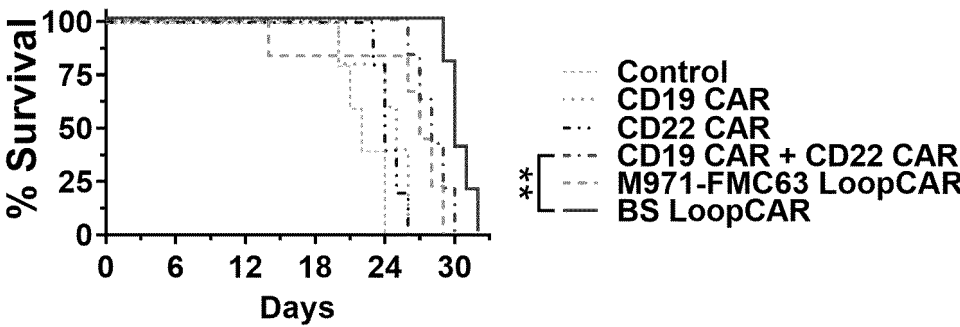 % Survival
100
75
50
25
0
0 6 12 18 24 30
Days
Control
CD19 CAR
CD22 CAR
CD19 CAR + CD22 CAR
M971-FMC63 LoopCAR
BS LoopCAR
**